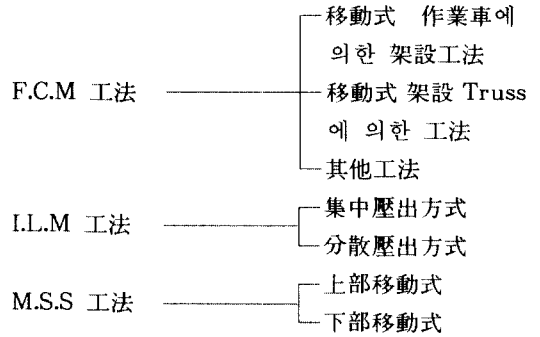 移動式 作業車에
의한 架設工法
F.C.M 工法
移動式 架設 Truss
에 의한 工法
其他工法
I.L.M 工法
集中壓出方式
分散壓出方式
M.S.S 工法
上部移動式
下部移動式